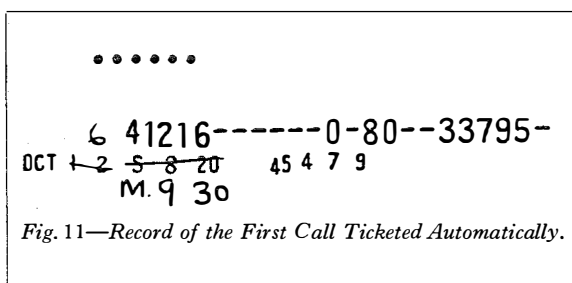 6 41216------0-80--33795-
OCT 1 2 S 8 20 45 4 7 9
M. 9 30
Fig. 11—Record of the First Call Ticketed Automatically.